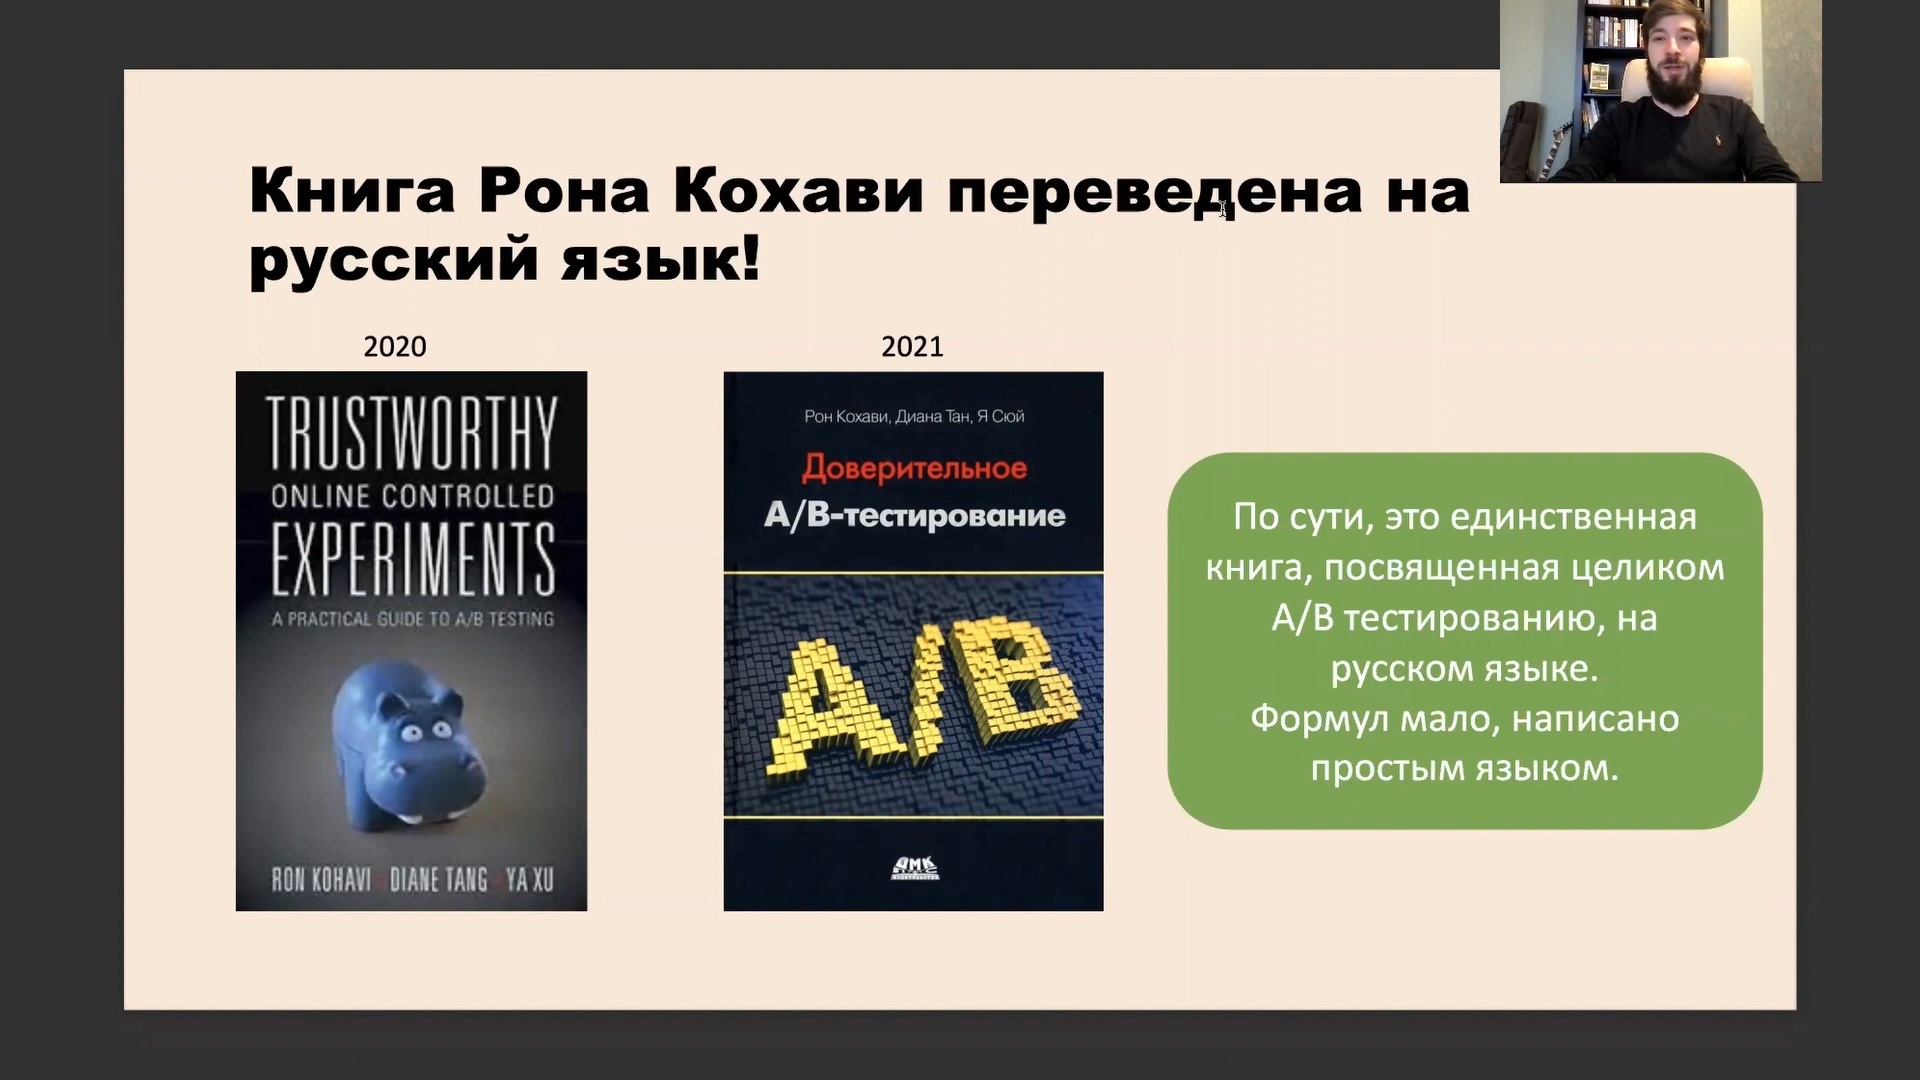 Книга Рона Кохави переведена на
русский язык!
2020
TRUSTWORTHY
ONLINE CONTROLLED
EXPERIMENTS
A PRACTICAL GUIDE TO A/B TESTING
RON KOHAVI DIANE TANG YA XU
2021
Рон Кохави, Диана Тан, Я Сюй
Доверительное
А/В-тестирование
A/B
ДМК
По сути, это единственная
книга, посвященная целиком
А/В тестированию, на
русском языке.
Формул мало, написано
простым языком.